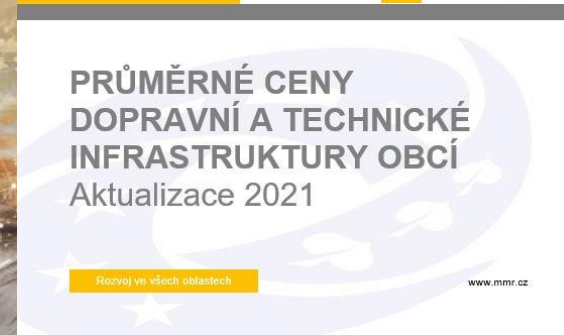 PRŮMĚRNÉ CENY
DOPRAVNÍ A TECHNICKÉ
INFRASTRUKTURY OBCÍ
Aktualizace 2021
Rozvoj ve všech oblastech
www.mmr.cz